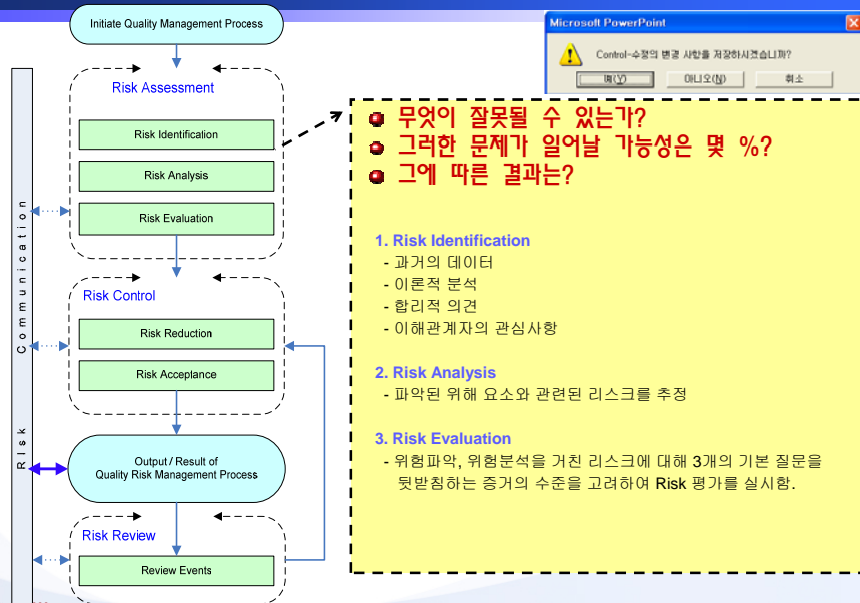 Initiate Quality Management Process
Risk Assessment
Risk Identification
Risk Analysis
Risk Evaluation
Risk Control
Risk Reduction
Risk Acceptance
Output / Result of
Quality Risk Management Process
Risk Review
Review Events
Risk Communication
Microsoft PowerPoint
Control-수정의 변경 사항을 저장하시겠습니까?
예(Y)
아니오(N)
취소
무엇이 잘못될 수 있는가?
그러한 문제가 일어날 가능성은 몇 %?
그에 따른 결과는?
1. Risk Identification
- 과거의 데이터
- 이론적 분석
- 합리적 의견
- 이해관계자의 관심사항
2. Risk Analysis
- 파악된 위해 요소와 관련된 리스크를 추정
3. Risk Evaluation
- 위험파악, 위험분석을 거친 리스크에 대해 3개의 기본 질문을
뒷받침하는 증거의 수준을 고려하여 Risk 평가를 실시함.